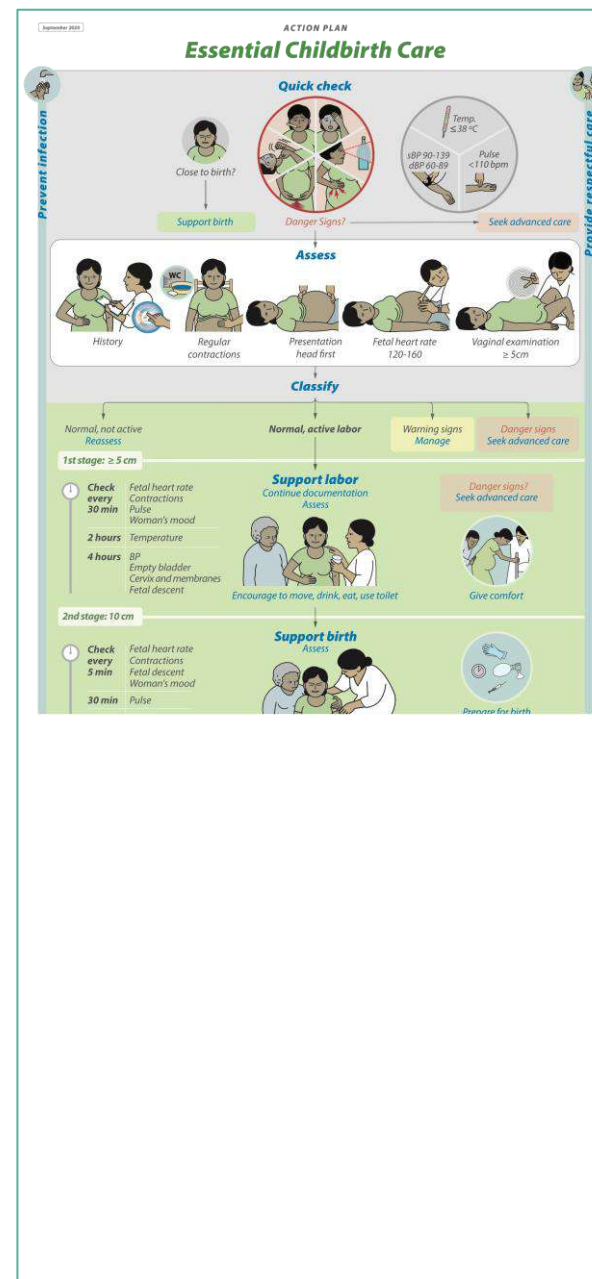 September 2023
ACTION PLAN
Essential Childbirth Care
Prevent infection
Provide respectful care
Quick check
Close to birth?
Temp.
≤38 ºC
sBP 90-139
dBP 60-89
Pulse
<110 bpm
Support birth
Danger Signs?
Seek advanced care
Assess
WC
History
Regular
contractions
Presentation
head first
Fetal heart rate
120-160
Vaginal examination
≥ 5cm
Classify
Normal, not active
Reassess
Normal, active labor
Warning signs
Manage
Danger signs
Seek advanced care
1st stage: ≥ 5 cm
Check every 30 min
Fetal heart rate
Contractions
Pulse
Woman's mood
2 hours
Temperature
4 hours
BP
Empty bladder
Cervix and membranes
Fetal descent
Support labor
Continue documentation
Assess
Encourage to move, drink, eat, use toilet
Danger signs?
Seek advanced care
Give comfort
2nd stage: 10 cm
Check every 5 min
Fetal heart rate
Contractions
Fetal descent
Woman's mood
30 min
Pulse
Support birth
Assess
Prepare for birth